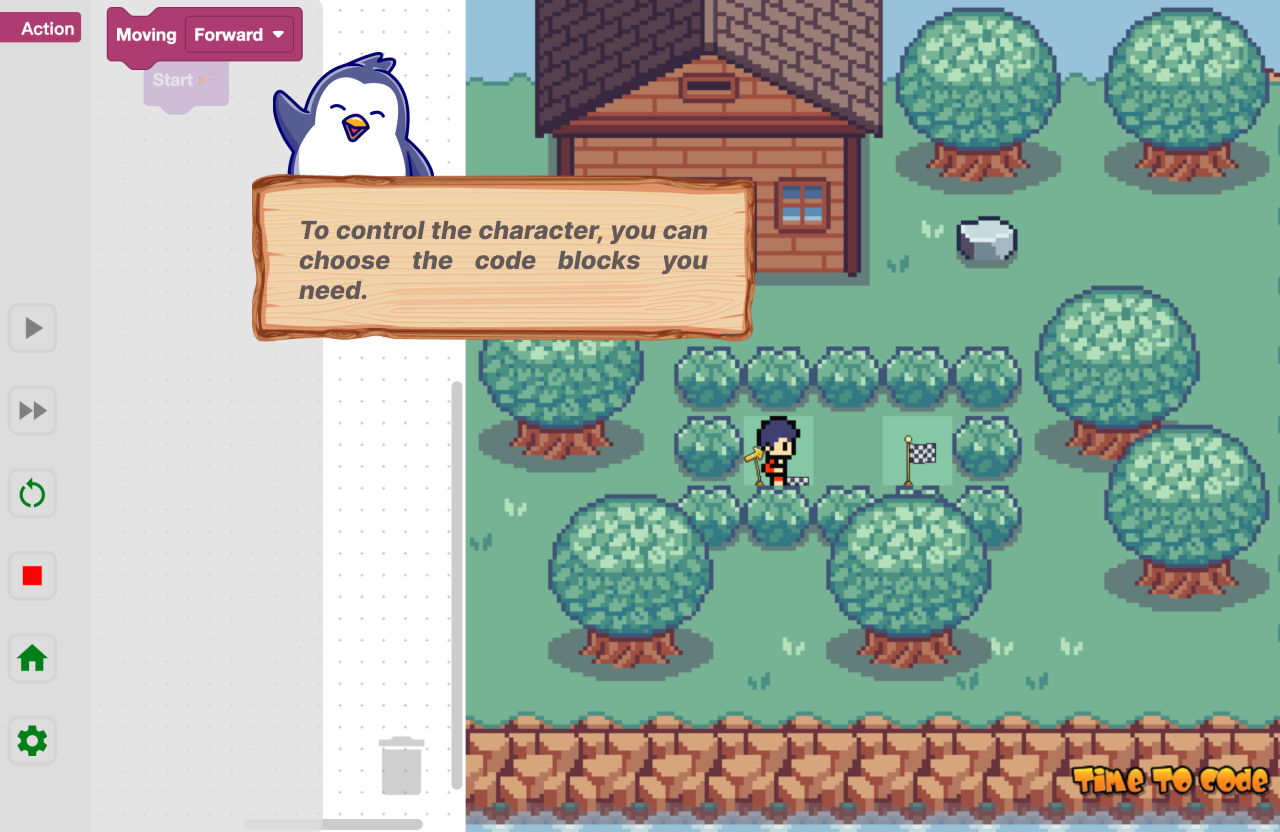 Action
Moving Forward
Start
To control the character, you can
choose the code blocks you
need.
TIME TO CODE